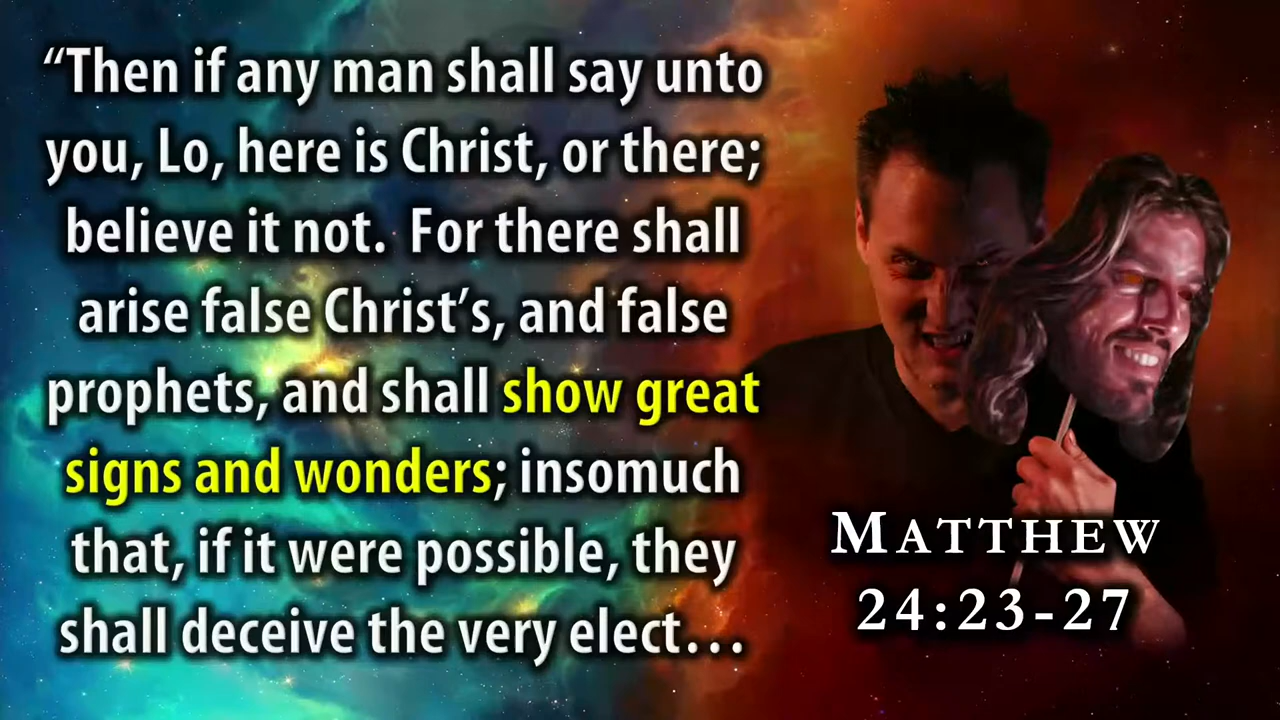 “Then if any man shall say unto
you, Lo, here is Christ, or there;
believe it not. For there shall
arise false Christ’s, and false
prophets, and shall show great
signs and wonders; insomuch
that, if it were possible, they
shall deceive the very elect…
MATTHEW
24:23-27